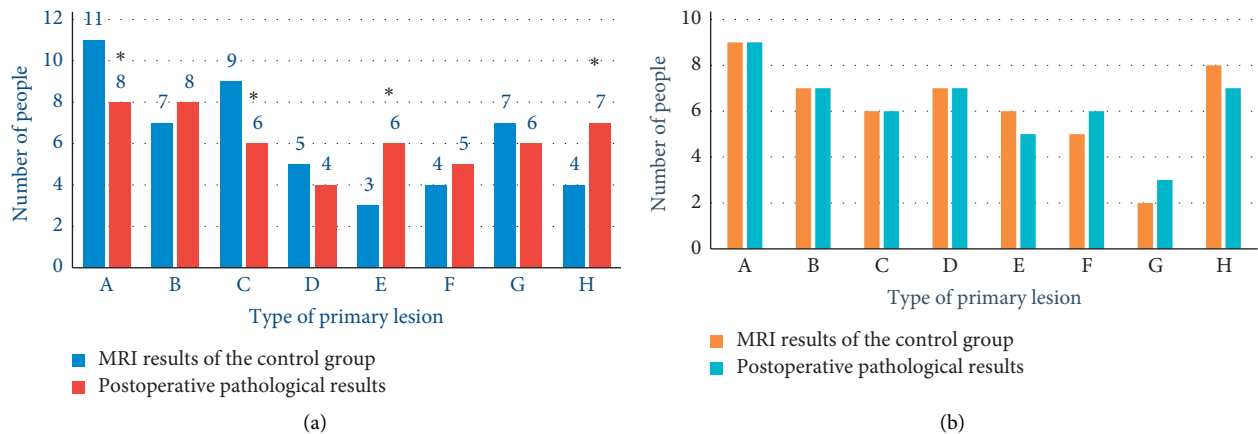 Number of people
12
10
8
6
4
2
0
11
*
8
7
8
9
*
6
5
4
3
*
6
4
5
7
6
4
*
7
A B C D E F G H
Type of primary lesion
MRI results of the control group
Postoperative pathological results
(a)
Number of people
10
8
6
4
2
0
A B C D E F G H
Type of primary lesion
MRI results of the control group
Postoperative pathological results
(b)